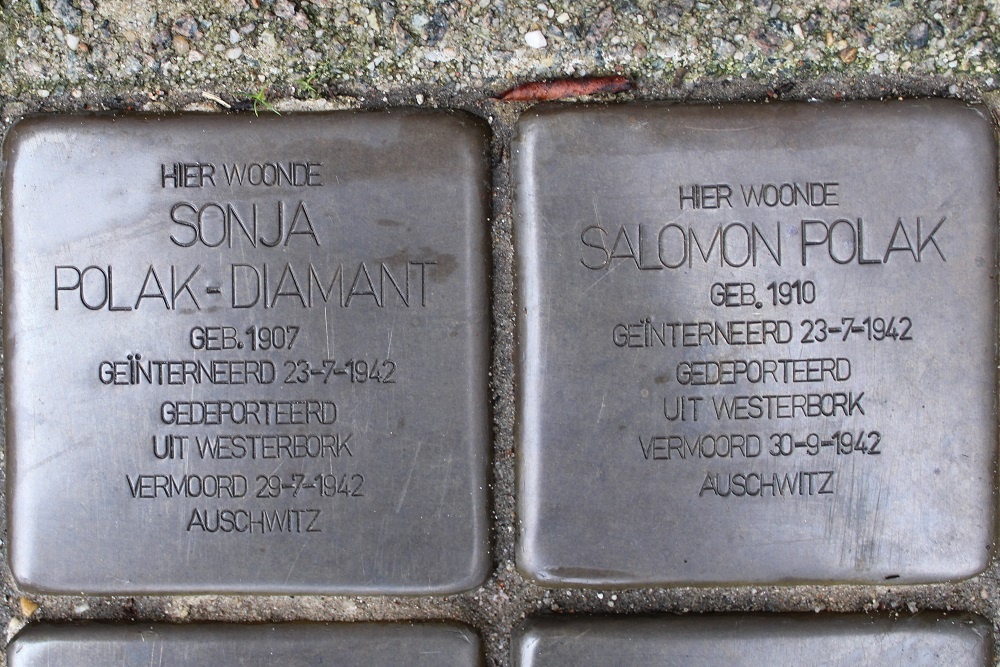 HIER WOONDE
SONJA
POLAK-DIAMANT
GEB. 1907
GEÏNTERNEERD 23-7-1942
GEDEPORTEERD
UIT WESTERBORK
VERMOORD 29-7-1942
AUSCHWITZ
HIER WOONDE
SALOMON POLAK
GEB. 1910
GEÏNTERNEERD 23-7-1942
GEDEPORTEERD
UIT WESTERBORK
VERMOORD 30-9-1942
AUSCHWITZ